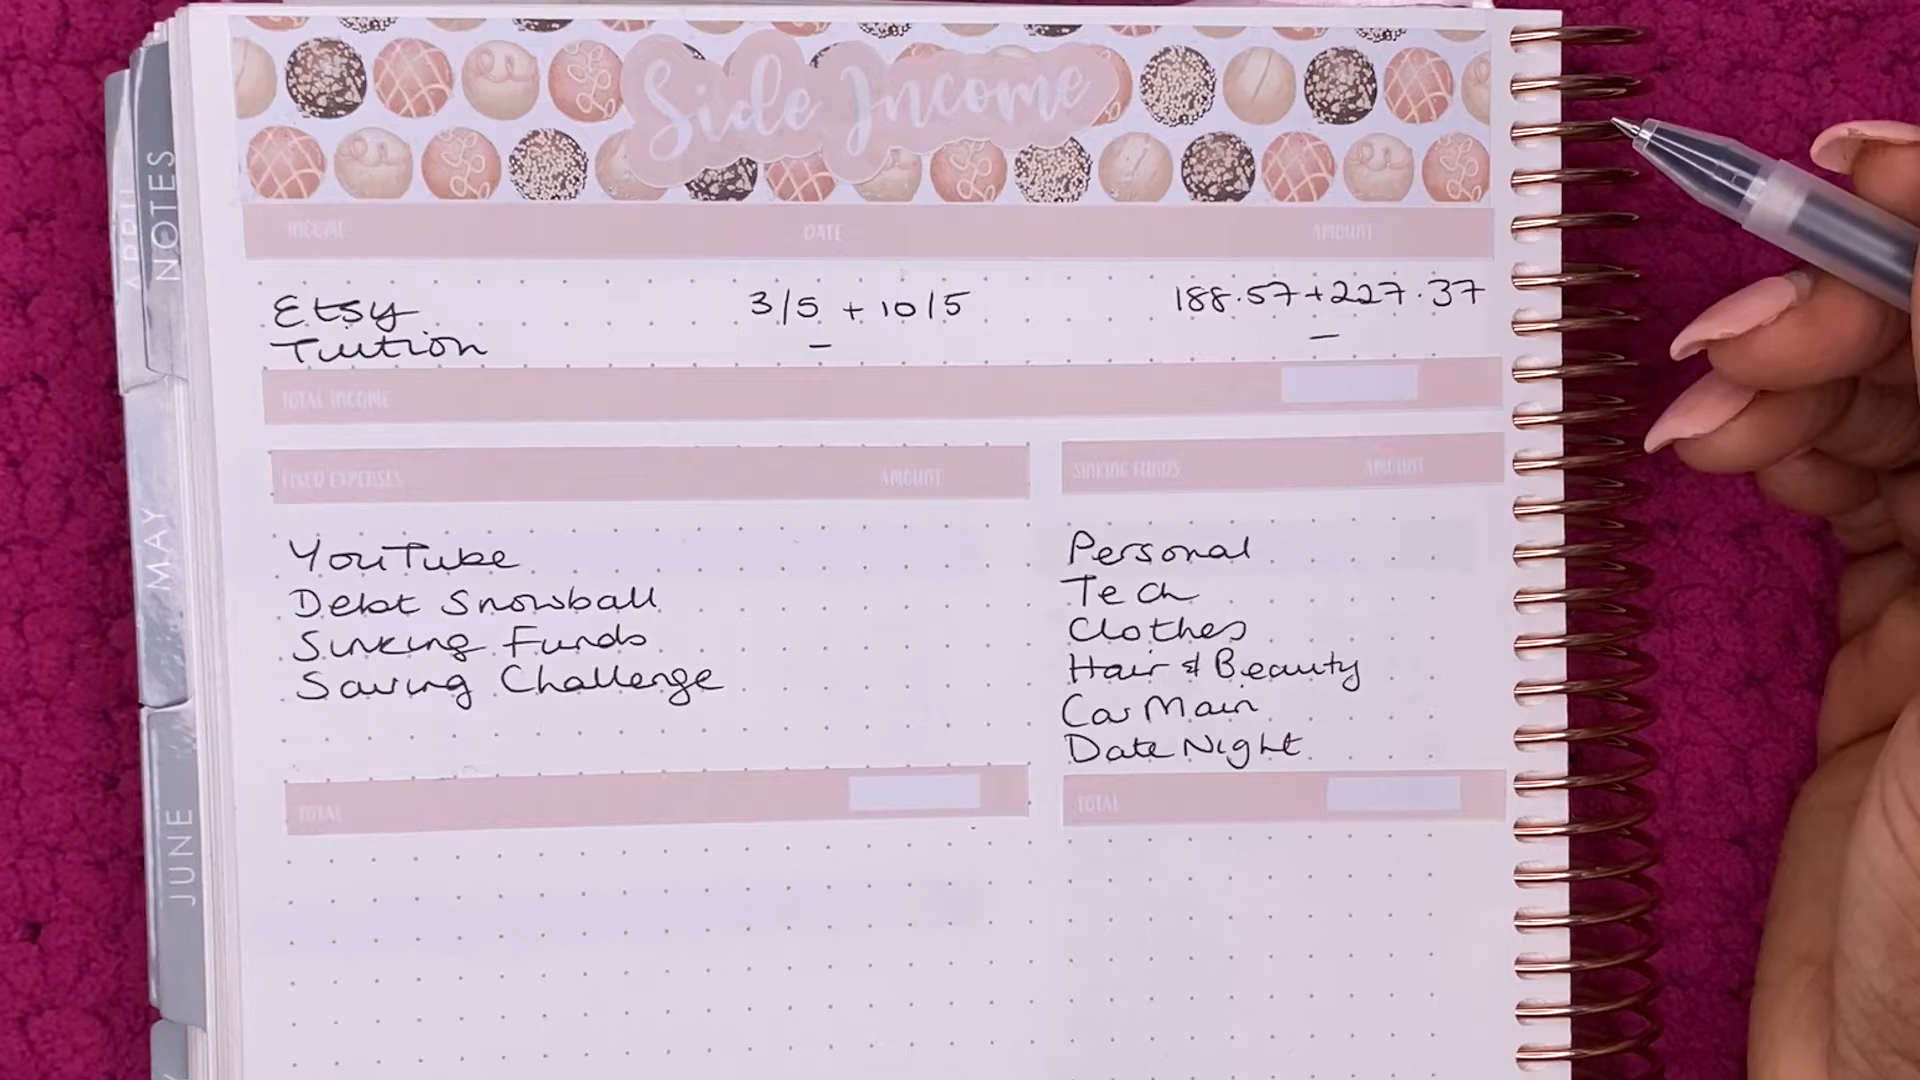 Side Income
INCOME DATE AMOUNT
Etsy 3/5 + 10/5 188.57+227.37
Tuition - -
TOTAL INCOME
FIXED EXPENSES AMOUNT
YouTube
Debt Snowball
Sinking Funds
Saving Challenge
TOTAL
SINKING FUNDS AMOUNT
Personal
Tech
Clothes
Hair & Beauty
Car Main
Date Night
TOTAL
APRIL
NOTES
MAY
JUNE